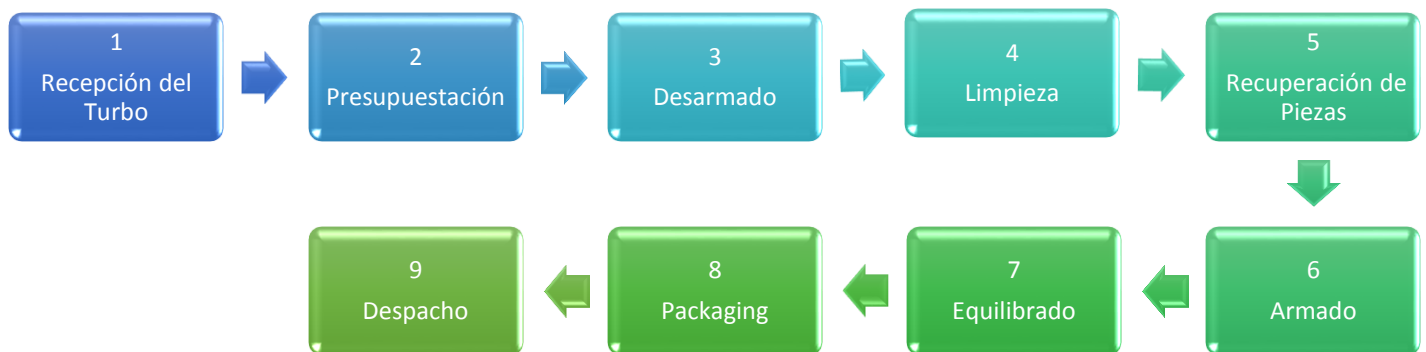 1
Recepción del
Turbo
2
Presupuestación
3
Desarmado
4
Limpieza
5
Recuperación de
Piezas
6
Armado
7
Equilibrado
8
Packaging
9
Despacho